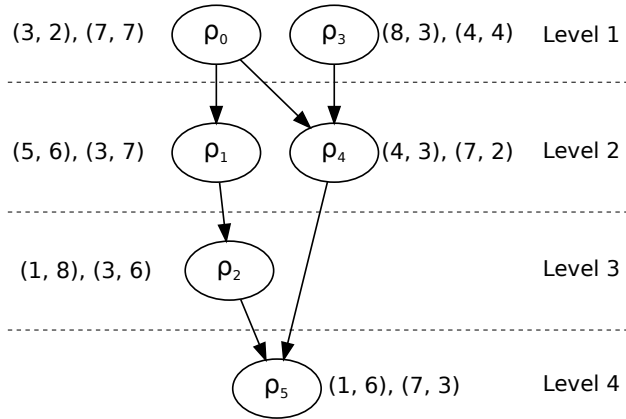 (3, 2), (7, 7) ρ₀ ρ₃ (8, 3), (4, 4) Level 1
(5, 6), (3, 7) ρ₁ ρ₄ (4, 3), (7, 2) Level 2
(1, 8), (3, 6) ρ₂ Level 3
ρ₅ (1, 6), (7, 3) Level 4